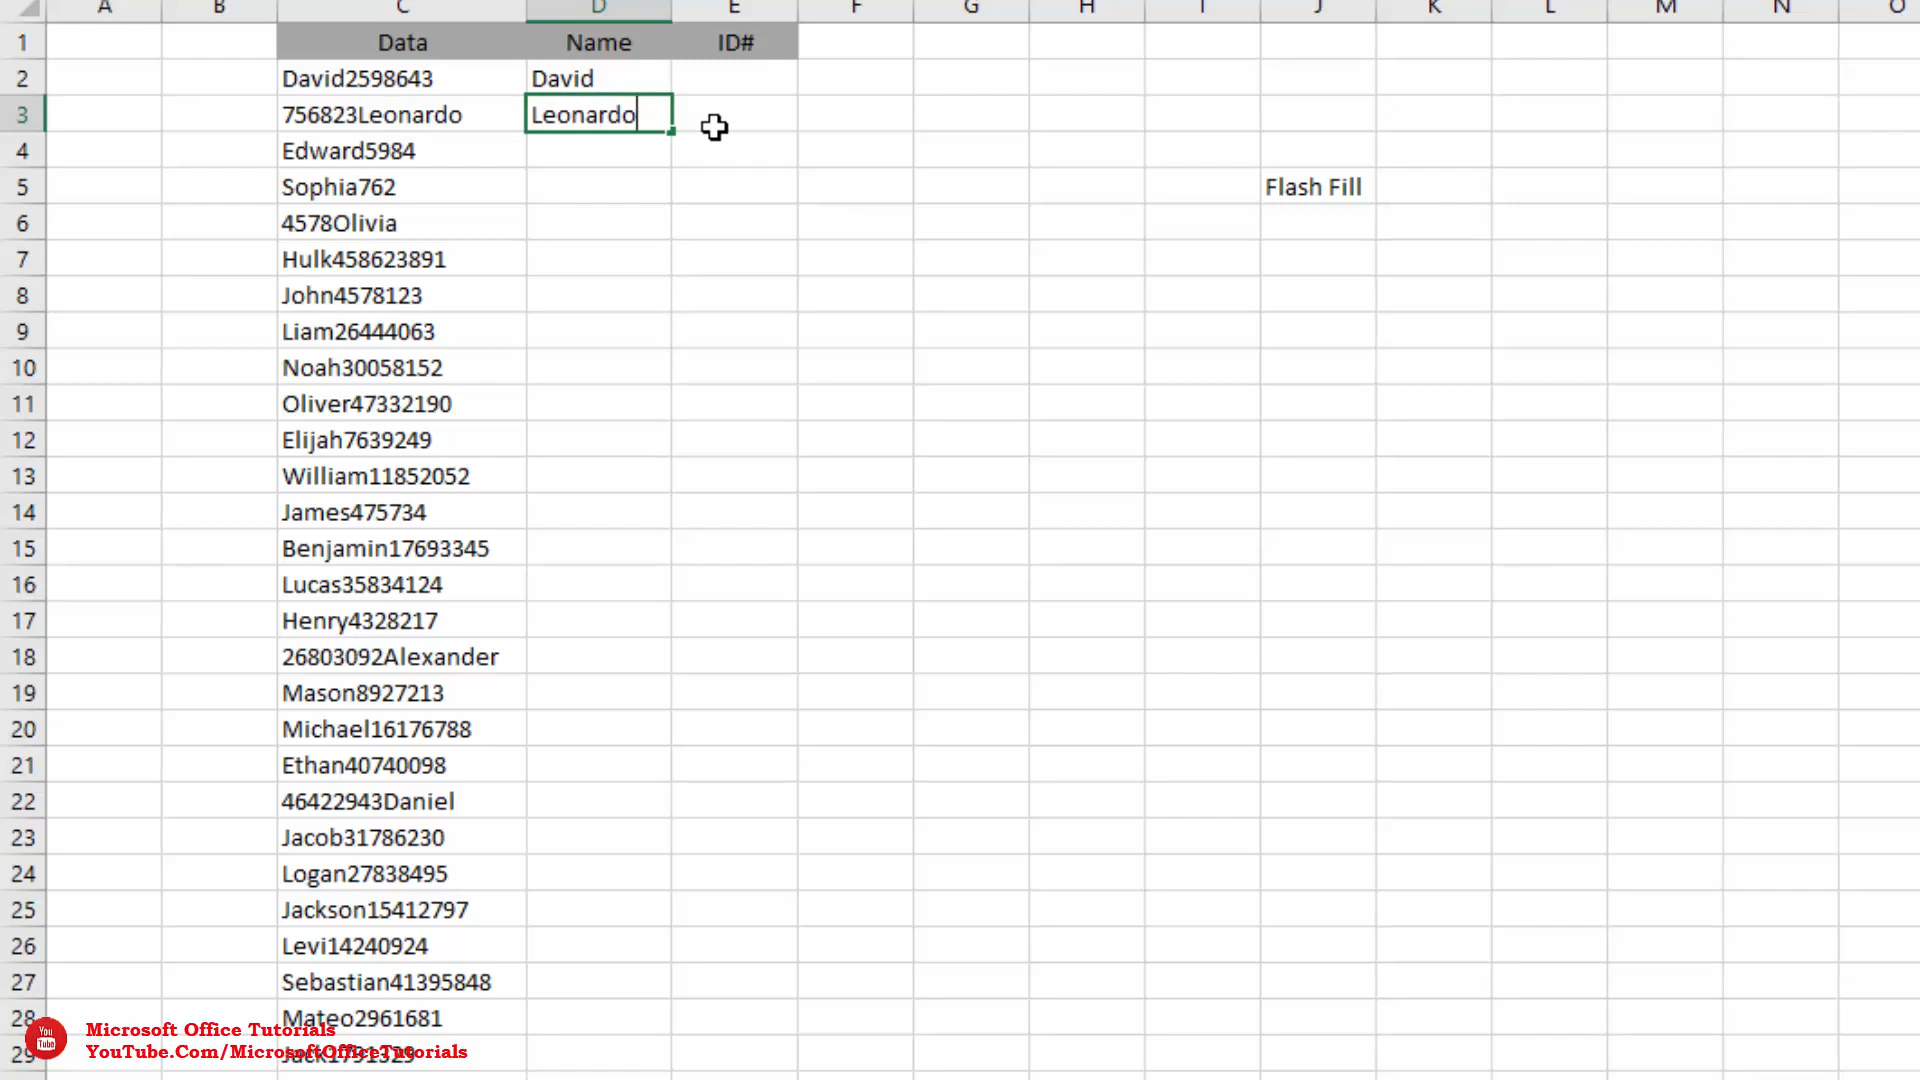 A B C D E F G H I J K L M N O
1 Data Name ID#
2 David2598643 David
3 756823Leonardo Leonardo
4 Edward5984
5 Sophia762 Flash Fill
6 4578Olivia
7 Hulk458623891
8 John4578123
9 Liam26444063
10 Noah30058152
11 Oliver47332190
12 Elijah7639249
13 William11852052
14 James475734
15 Benjamin17693345
16 Lucas35834124
17 Henry4328217
18 26803092Alexander
19 Mason8927213
20 Michael16176788
21 Ethan40740098
22 46422943Daniel
23 Jacob31786230
24 Logan27838495
25 Jackson15412797
26 Levi14240924
27 Sebastian41395848
28 Mateo2961681
You Tube Microsoft Office Tutorials
YouTube.Com/MicrosoftOfficeTutorials
29